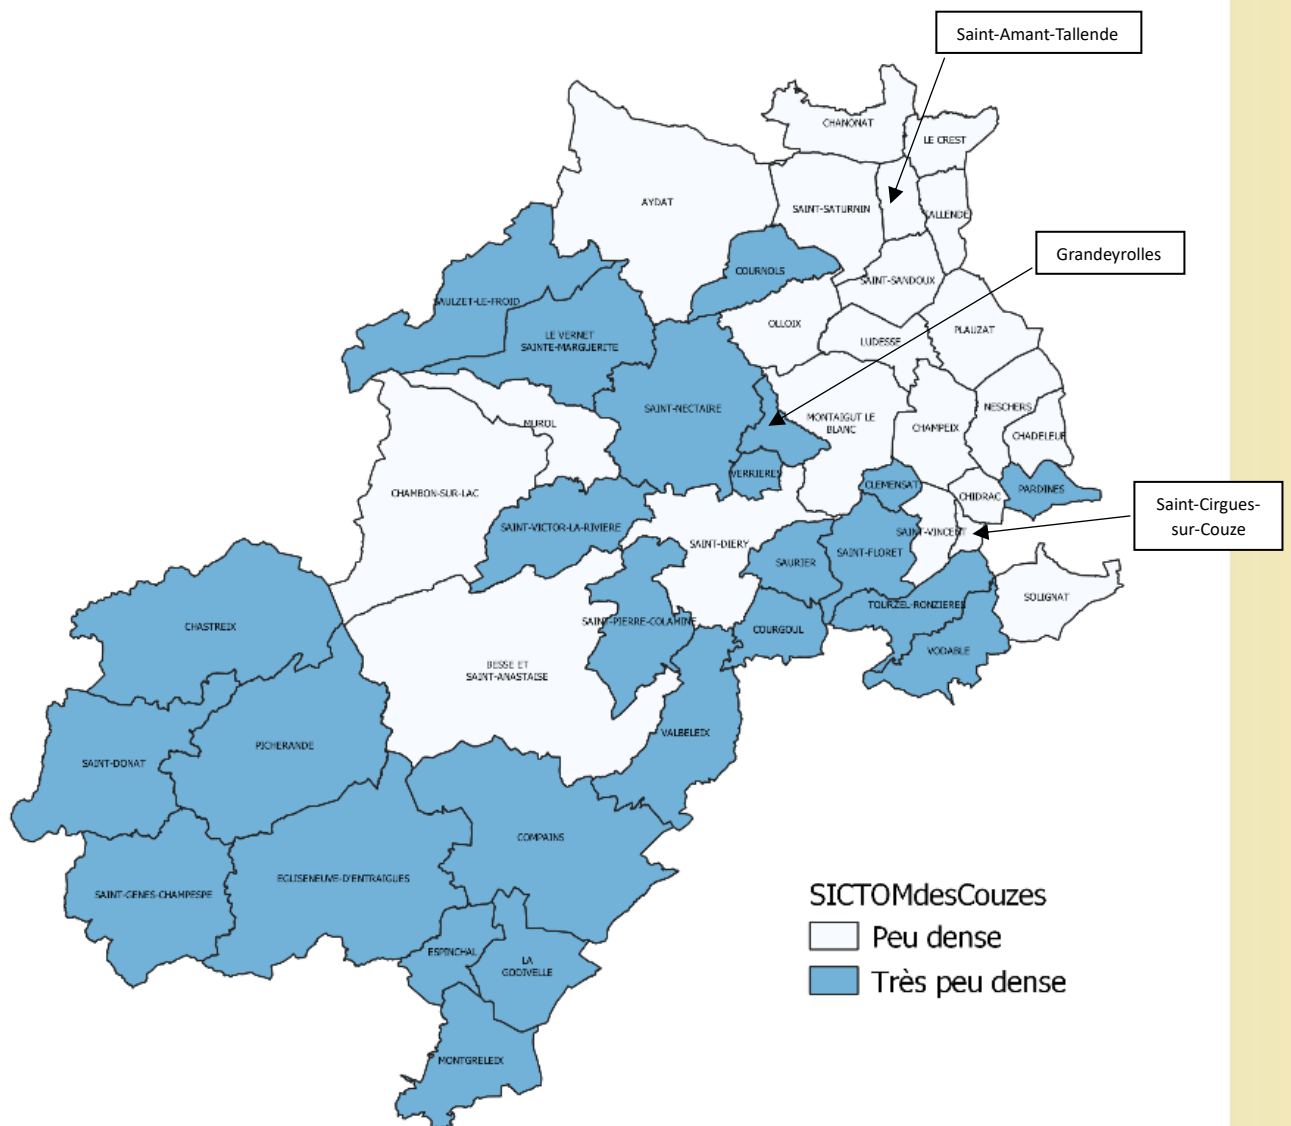 Saint-Amant-Tallende
CHANONAT
LE CREST
AYDAT
SAINT-SATURNIN
TALLENDE
Grandeyrolles
COURNOLS
SAINT-SANDOUX
SAULZET-LE-FROID
OLLOIX
PLAUZAT
LE VERNET
SAINTE-MARGUERITE
LUDESSE
SAINT-NECTAIRE
NESCHERS
MONTAIGUT LE
BLANC
MUROL
CHAMPEIX
CHADELEUF
VERRIERES
CLEMENSAT
CHAMBON-SUR-LAC
CHIDRAC
PARDINES
Saint-Cirgues-
sur-Couze
SAINT-VICTOR-LA-RIVIERE
SAINT-VINCENT
SAINT-DIERY
SAINT-FLORET
SAURIER
SOLIGNAT
TOURZEL-RONZIERES
CHASTREIX
SAINT-PIERRE-COLAMINE
COURGOUL
VODABLE
BESSE ET
SAINT-ANASTAISE
VALBELEIX
PICHERANDE
SAINT-DONAT
COMPAINS
EGLISENEUVE-D'ENTRAIGUES
SAINT-GENES-CHAMPESPE
ESPINCHAL
LA
GODIVELLE
MONTGRELEIX
SICTOMdesCouzes
Peu dense
Très peu dense